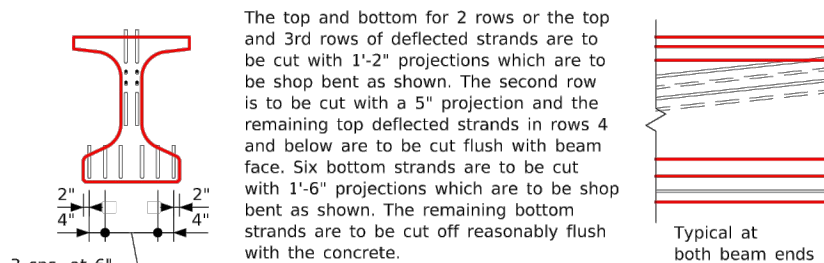 The top and bottom for 2 rows or the top
and 3rd rows of deflected strands are to
be cut with 1'-2" projections which are to
be shop bent as shown. The second row
is to be cut with a 5" projection and the
remaining top deflected strands in rows 4
and below are to be cut flush with beam
face. Six bottom strands are to be cut
with 1'-6" projections which are to be shop
bent as shown. The remaining bottom
strands are to be cut off reasonably flush
with the concrete.
2" 2"
4" 4"
Typical at
both beam ends